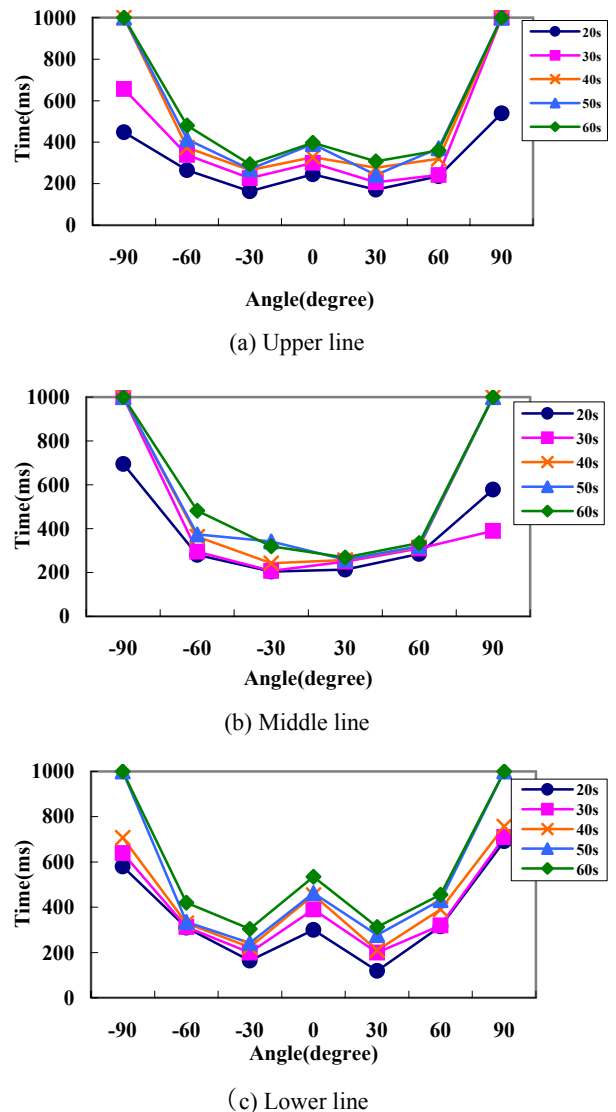 1000
800
600
400
200
0
Time(ms)
-90 -60 -30 0 30 60 90
Angle(degree)
20s
30s
40s
50s
60s
(a) Upper line
1000
800
600
400
200
0
Time(ms)
-90 -60 -30 30 60 90
Angle(degree)
20s
30s
40s
50s
60s
(b) Middle line
1000
800
600
400
200
0
Time(ms)
-90 -60 -30 0 30 60 90
Angle(degree)
20s
30s
40s
50s
60s
(c) Lower line